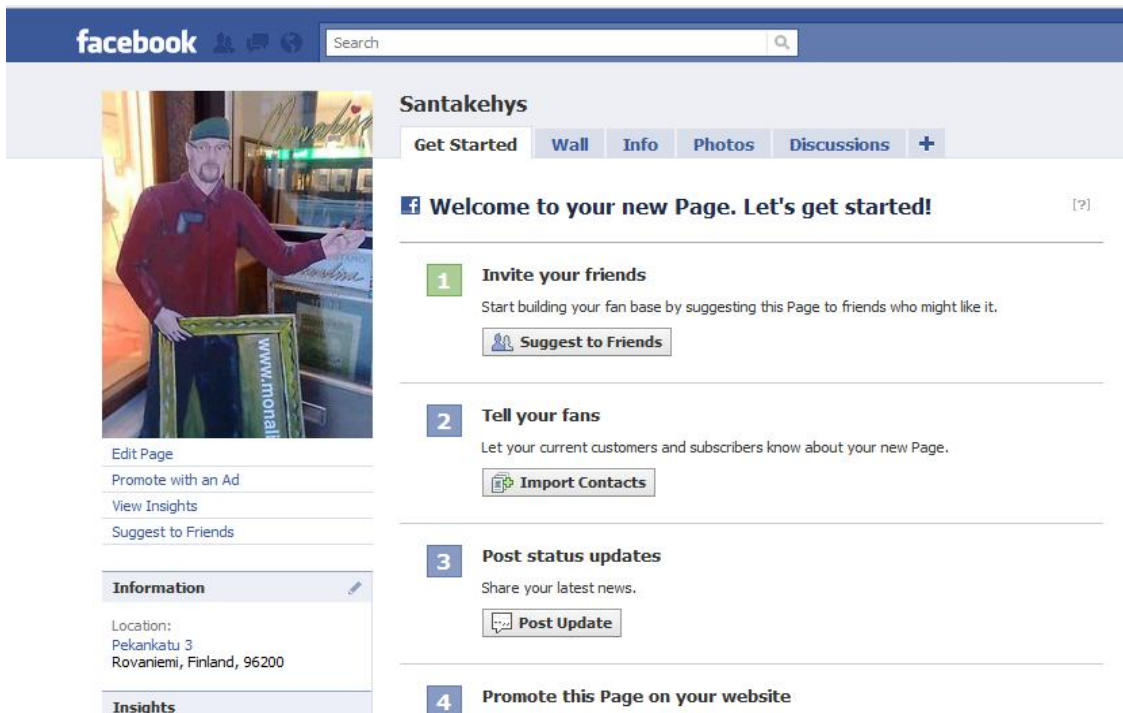 facebook
Search
Santakehys
Get Started Wall Info Photos Discussions +
Welcome to your new Page. Let's get started! [?]
1 Invite your friends
Start building your fan base by suggesting this Page to friends who might like it.
Suggest to Friends
2 Tell your fans
Let your current customers and subscribers know about your new Page.
Import Contacts
3 Post status updates
Share your latest news.
Post Update
4 Promote this Page on your website
Monalisa
www.monali
Edit Page
Promote with an Ad
View Insights
Suggest to Friends
Information
Location:
Pekankatu 3
Rovaniemi, Finland, 96200
Insights